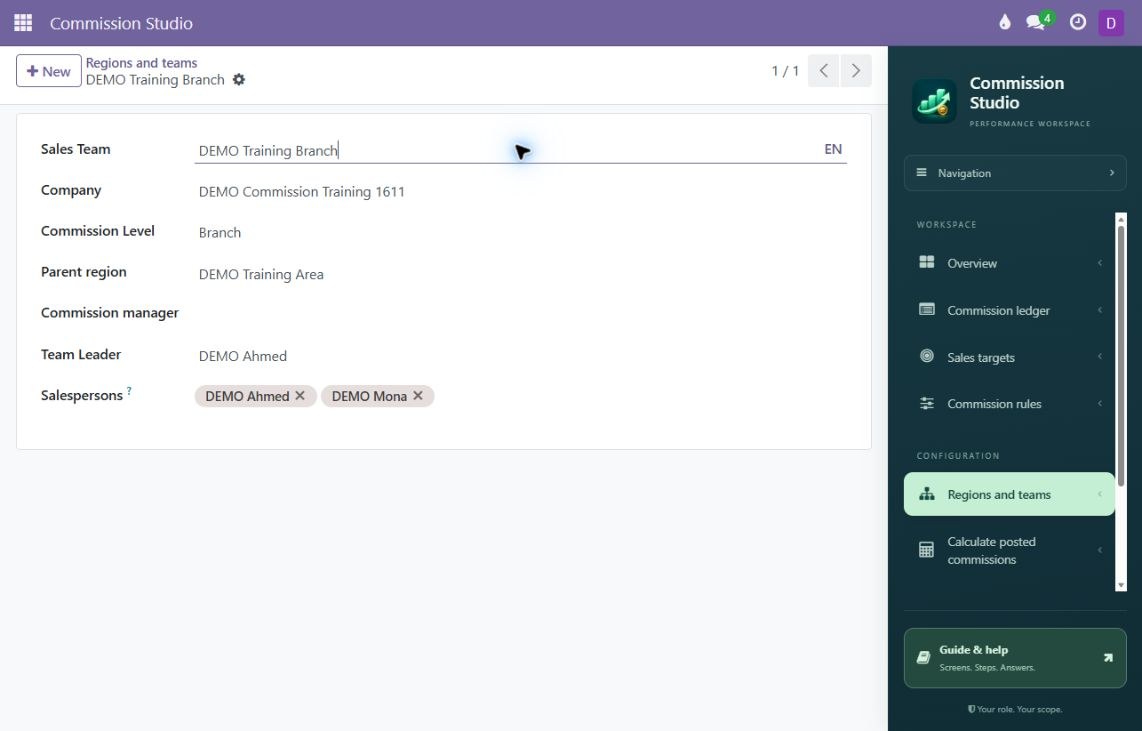 Commission Studio
4
D
New
Regions and teams
DEMO Training Branch
1 / 1
Sales Team
DEMO Training Branch
EN
Company
DEMO Commission Training 1611
Commission Level
Branch
Parent region
DEMO Training Area
Commission manager
Team Leader
DEMO Ahmed
Salespersons ?
DEMO Ahmed
DEMO Mona
Commission
Studio
PERFORMANCE WORKSPACE
Navigation
WORKSPACE
Overview
Commission ledger
Sales targets
Commission rules
CONFIGURATION
Regions and teams
Calculate posted
commissions
Guide & help
Screens. Steps. Answers.
Your role. Your scope.